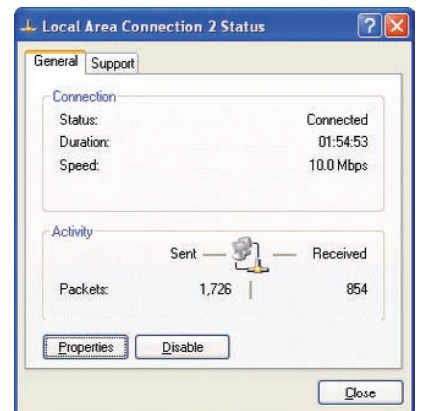 Local Area Connection 2 Status
General Support
Connection
Status: Connected
Duration: 01:54:53
Speed: 10.0 Mbps
Activity
Sent Received
Packets: 1,726 854
Properties Disable
Close